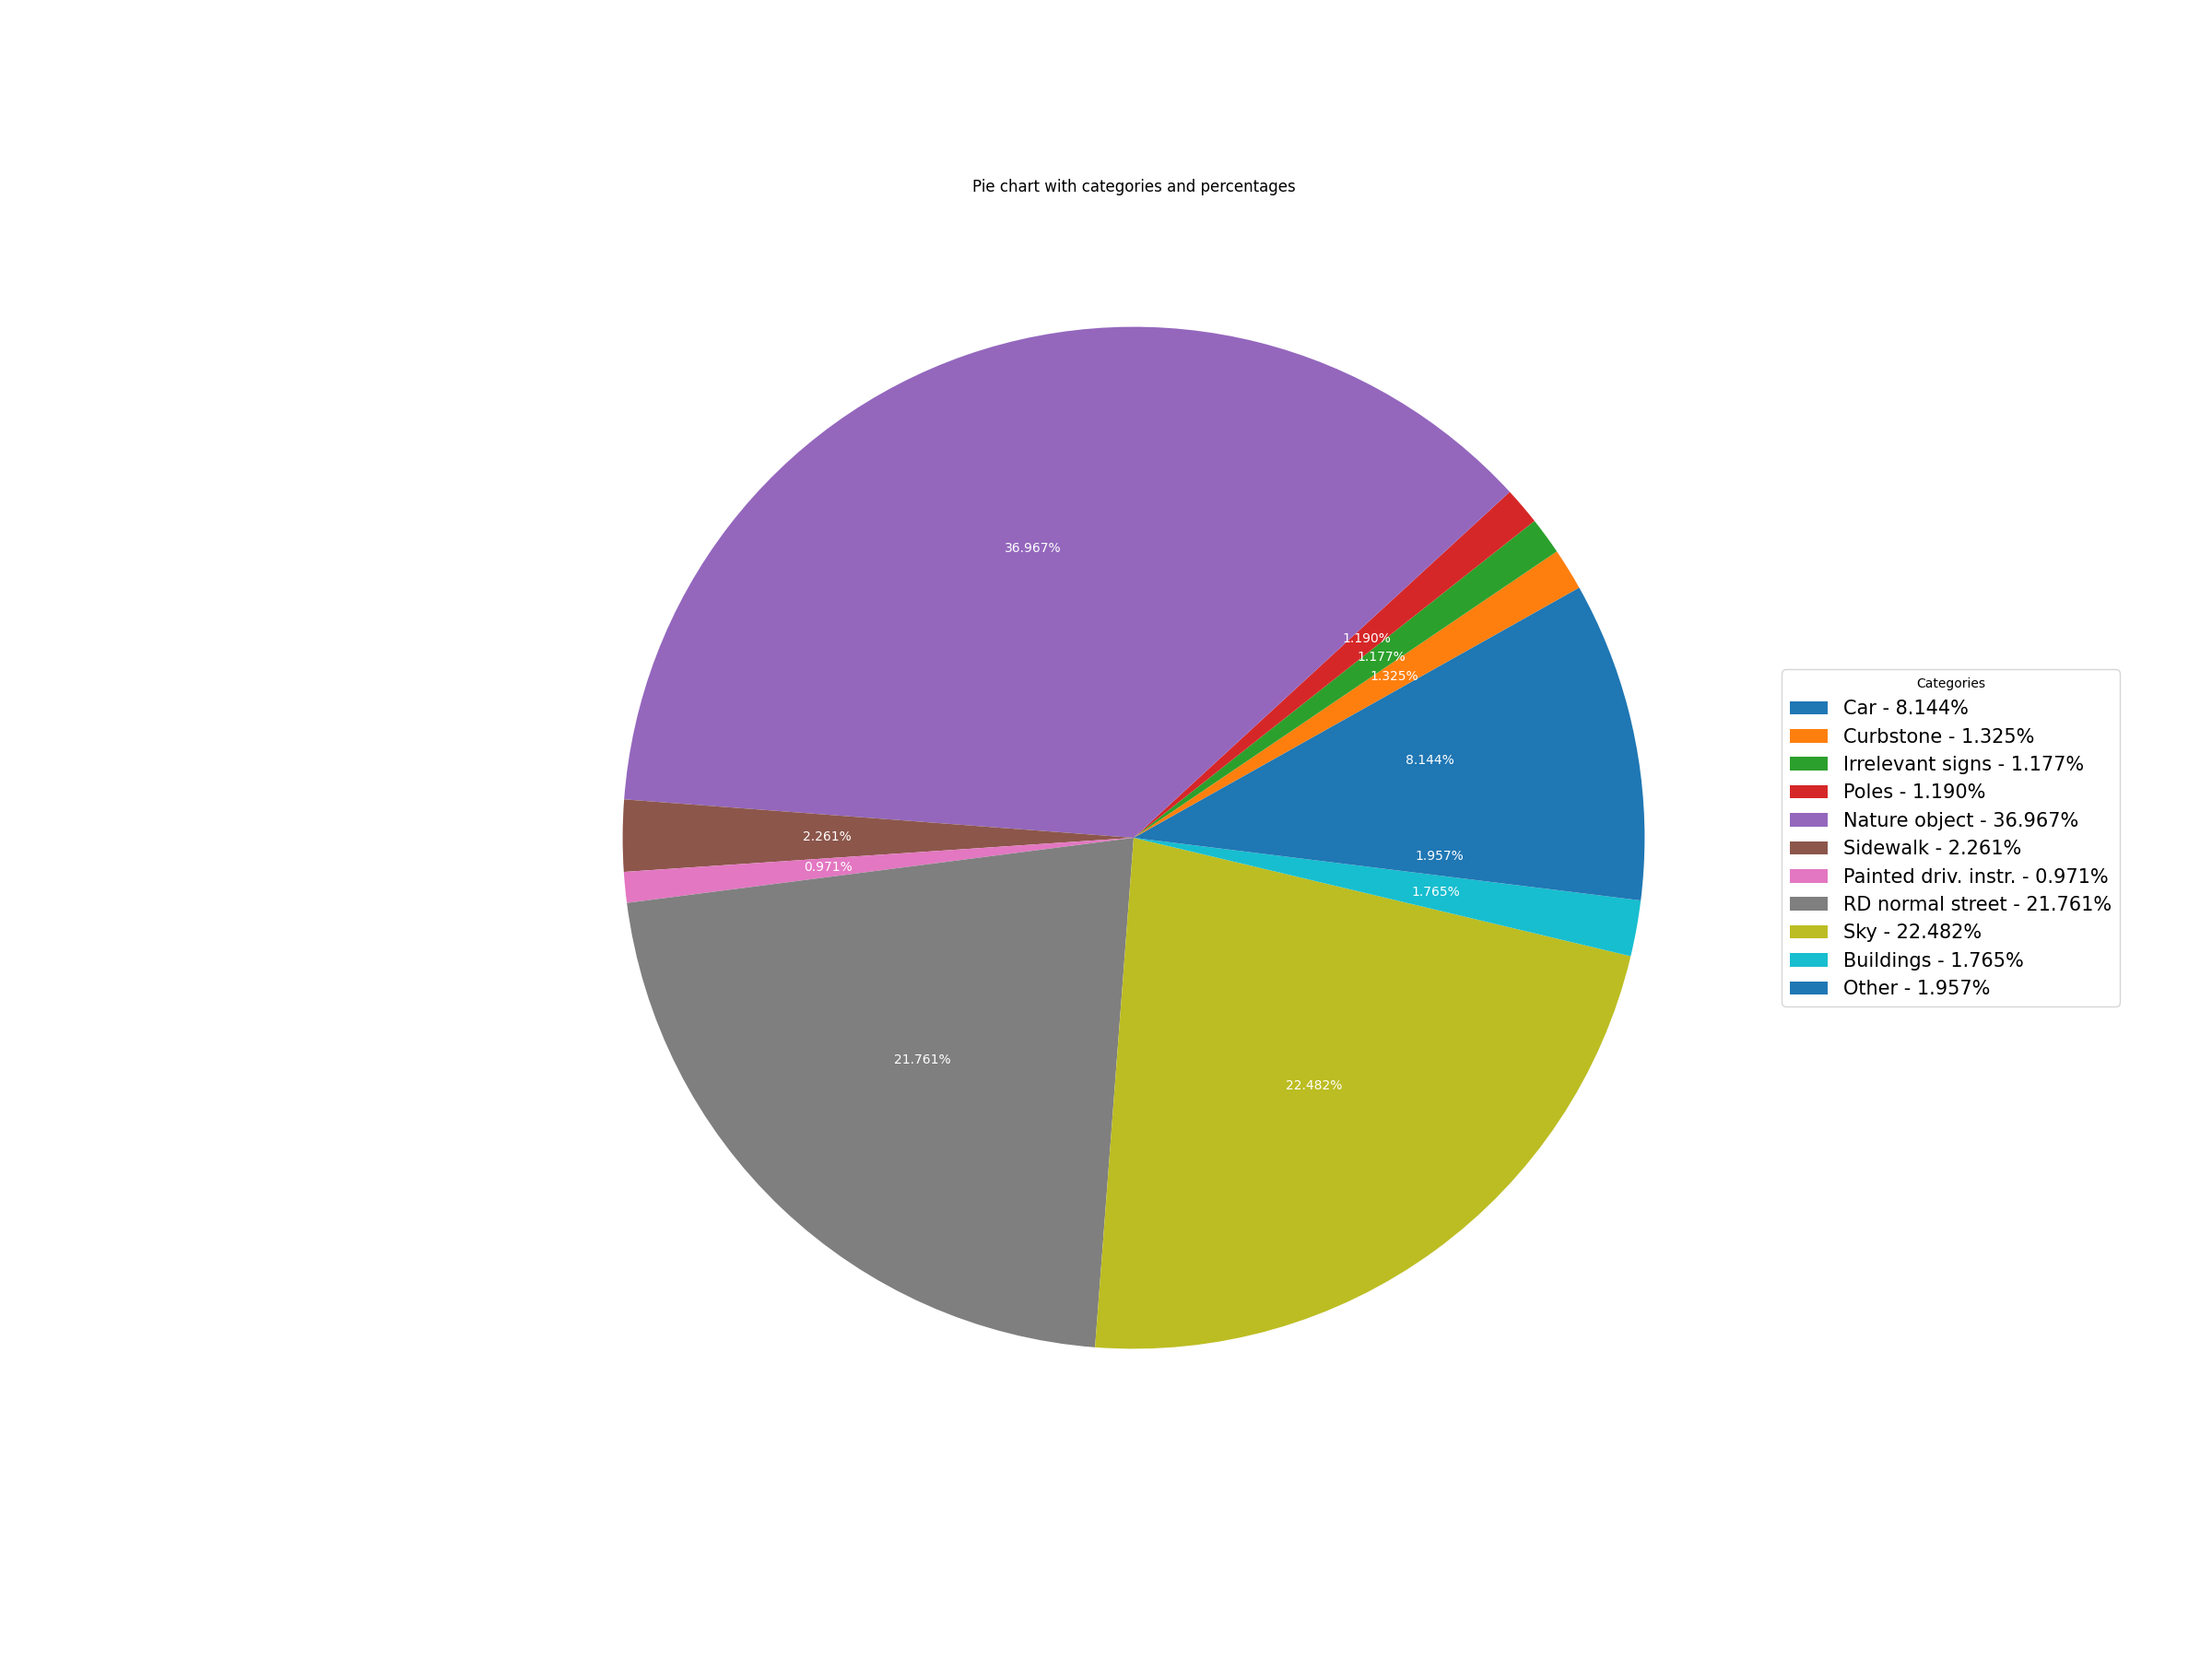 Pie chart with categories and percentages
36.967%
1.190%
1.177%
1.325%
8.144%
2.261%
1.957%
0.971%
1.765%
21.761%
22.482%
Categories
Car - 8.144%
Curbstone - 1.325%
Irrelevant signs - 1.177%
Poles - 1.190%
Nature object - 36.967%
Sidewalk - 2.261%
Painted driv. instr. - 0.971%
RD normal street - 21.761%
Sky - 22.482%
Buildings - 1.765%
Other - 1.957%